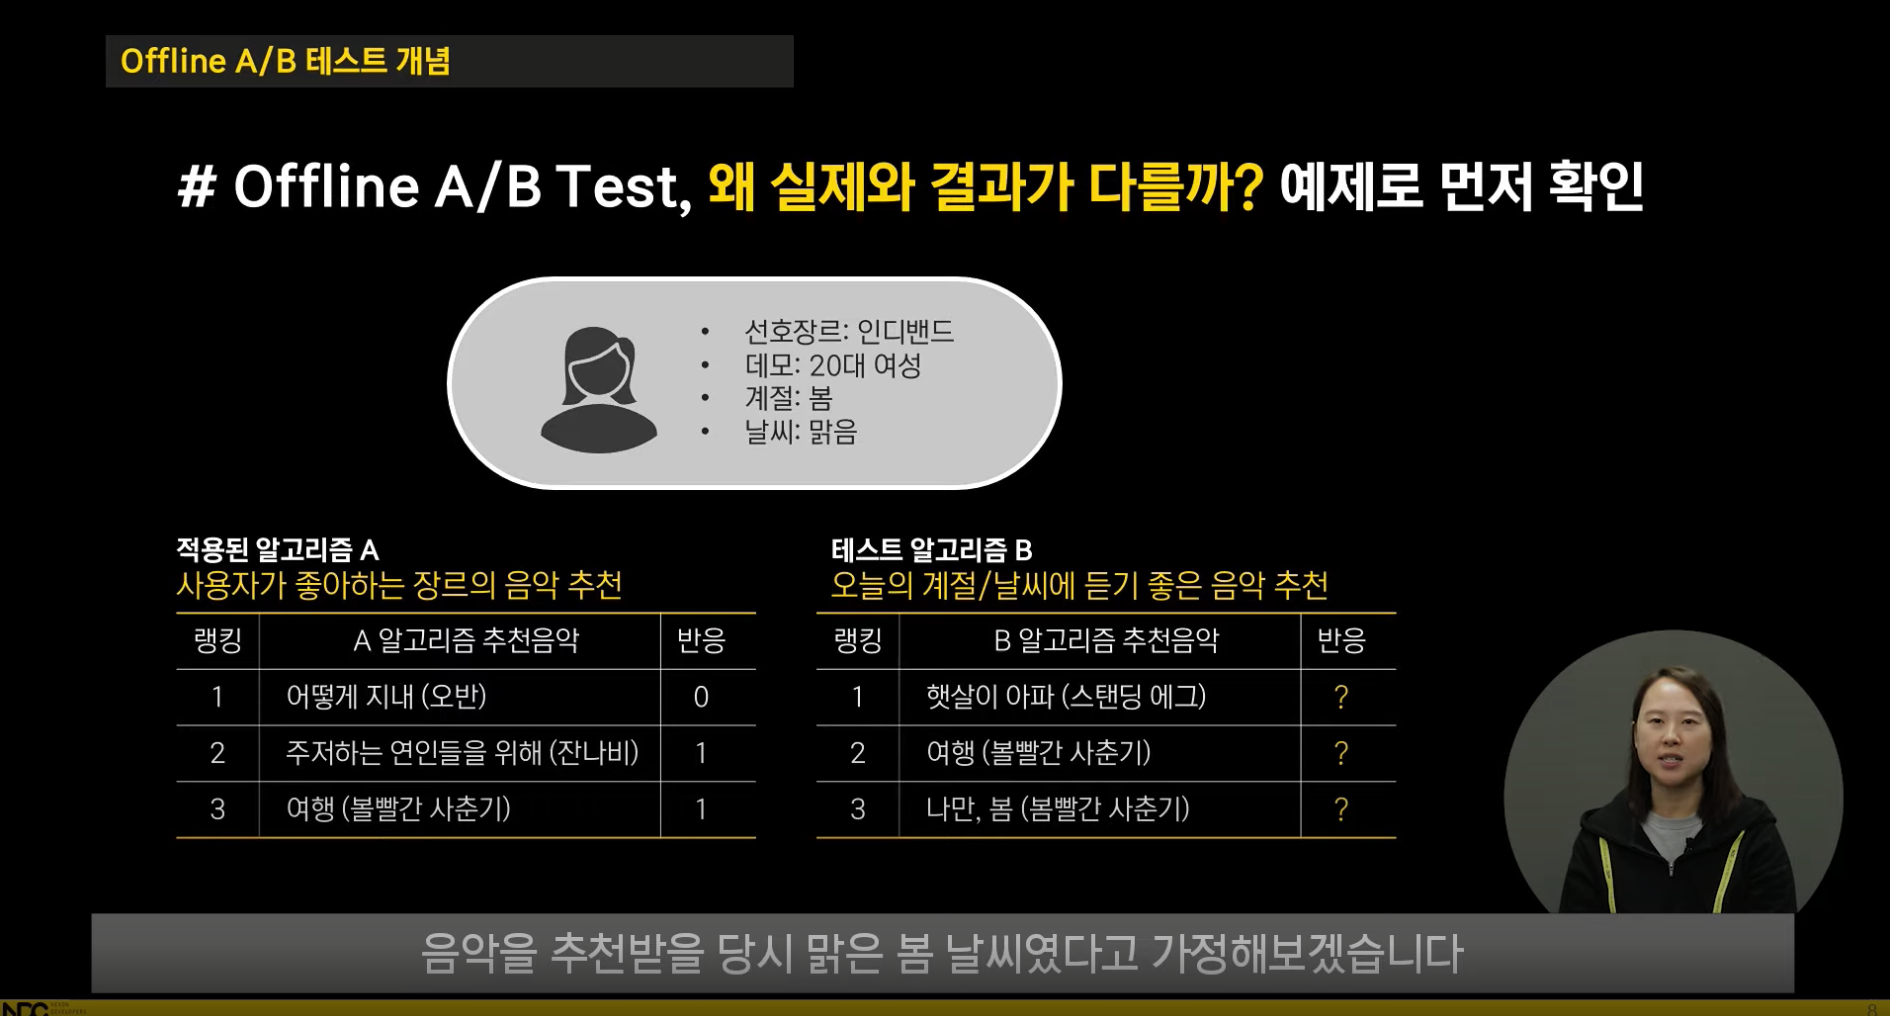 Offline A/B 테스트 개념
# Offline A/B Test, 왜 실제와 결과가 다를까? 예제로 먼저 확인
• 선호장르: 인디밴드
• 데모: 20대 여성
• 계절: 봄
• 날씨: 맑음
적용된 알고리즘 A
사용자가 좋아하는 장르의 음악 추천
랭킹 A 알고리즘 추천음악 반응
1 어떻게 지내 (오반) 0
2 주저하는 연인들을 위해 (잔나비) 1
3 여행 (볼빨간 사춘기) 1
테스트 알고리즘 B
오늘의 계절/날씨에 듣기 좋은 음악 추천
랭킹 B 알고리즘 추천음악 반응
1 햇살이 아파 (스탠딩 에그) ?
2 여행 (볼빨간 사춘기) ?
3 나만, 봄 (봄빨간 사춘기) ?
음악을 추천받을 당시 맑은 봄 날씨였다고 가정해보겠습니다
NDC
8